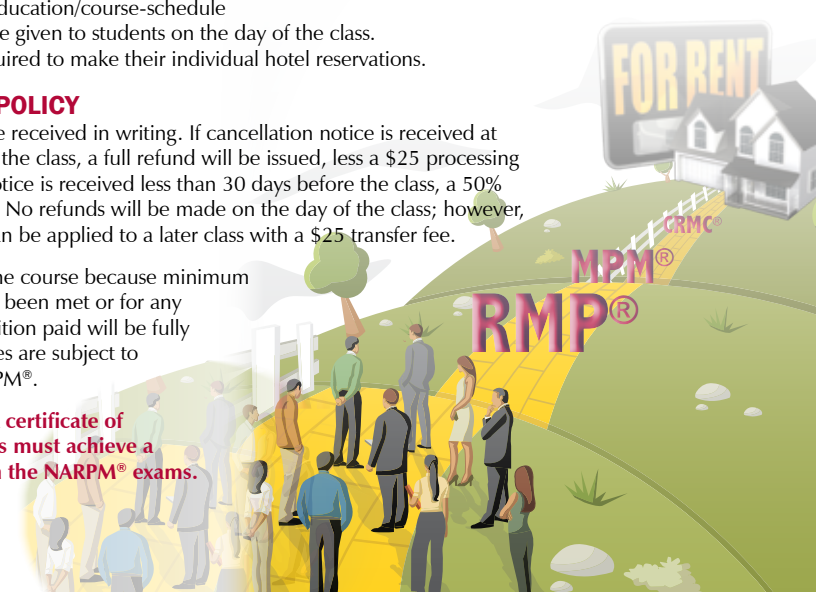 ducation/course-schedule
e given to students on the day of the class.
uired to make their individual hotel reservations.
POLICY
e received in writing. If cancellation notice is received at
the class, a full refund will be issued, less a $25 processing
otice is received less than 30 days before the class, a 50%
No refunds will be made on the day of the class; however,
an be applied to a later class with a $25 transfer fee.
ne course because minimum
been met or for any
ition paid will be fully
es are subject to
PM®.
certificate of
s must achieve a
n the NARPM® exams.
FOR RENT
CRMC®
MPM®
RMP®